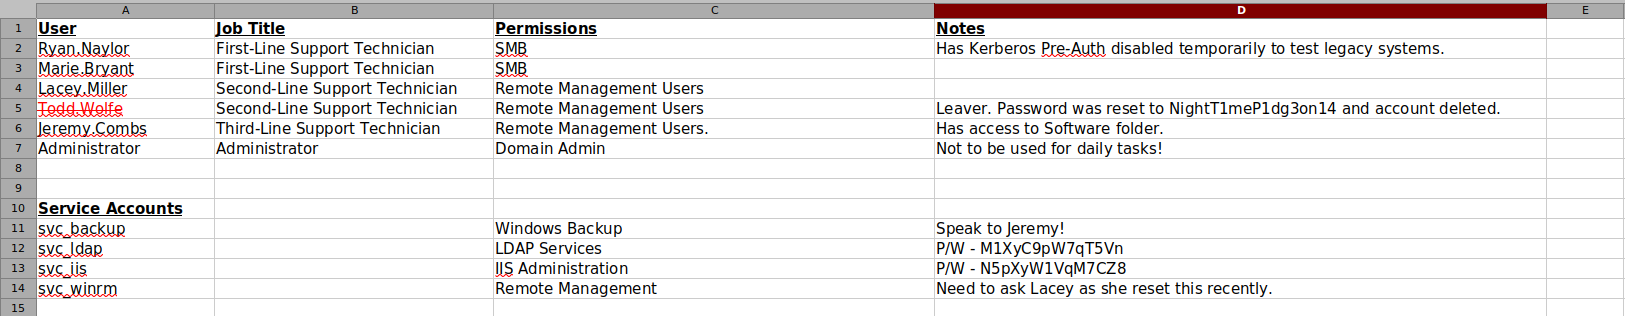 A B C D E
1 User Job Title Permissions Notes
2 Ryan.Naylor First-Line Support Technician SMB Has Kerberos Pre-Auth disabled temporarily to test legacy systems.
3 Marie.Bryant First-Line Support Technician SMB
4 Lacey.Miller Second-Line Support Technician Remote Management Users
5 Todd.Wolfe Second-Line Support Technician Remote Management Users Leaver. Password was reset to NightT1meP1dg3on14 and account deleted.
6 Jeremy.Combs Third-Line Support Technician Remote Management Users. Has access to Software folder.
7 Administrator Administrator Domain Admin Not to be used for daily tasks!
8
9
10 Service Accounts
11 svc_backup Windows Backup Speak to Jeremy!
12 svc_ldap LDAP Services P/W - M1XyC9pW7qT5Vn
13 svc_iis IIS Administration P/W - N5pXyW1VqM7CZ8
14 svc_winrm Remote Management Need to ask Lacey as she reset this recently.
15